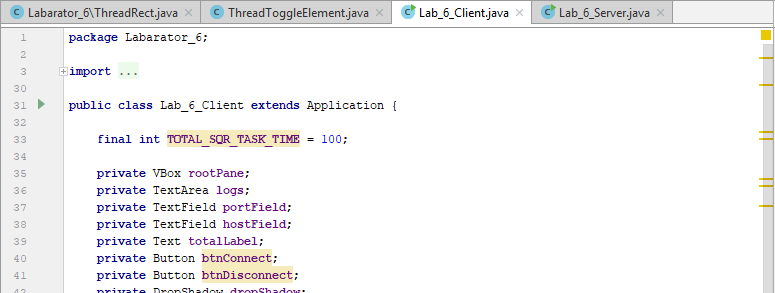 Labarator_6\ThreadRect.java ThreadToggleElement.java Lab_6_Client.java Lab_6_Server.java
1 package Labarator_6;
2
3 import ...
30
31 public class Lab_6_Client extends Application {
32
33 final int TOTAL_SQR_TASK_TIME = 100;
34
35 private VBox rootPane;
36 private TextArea logs;
37 private TextField portField;
38 private TextField hostField;
39 private Text totalLabel;
40 private Button btnConnect;
41 private Button btnDisconnect;
42 private DropShadow dropShadow;